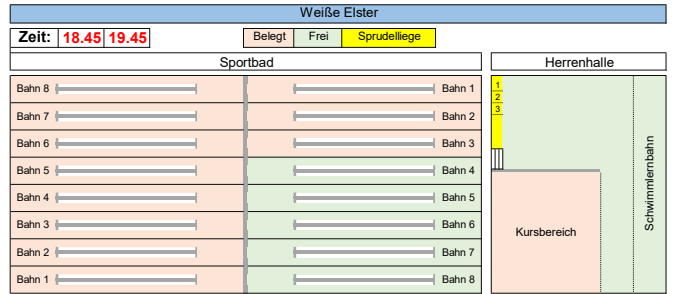 Weiße Elster
Zeit: 18.45 19.45 Belegt Frei Sprudelliege
Sportbad Herrenhalle
Bahn 8 Bahn 1 1
2
Bahn 7 Bahn 2 3
Bahn 6 Bahn 3
Bahn 5 Bahn 4
Bahn 4 Bahn 5
Bahn 3 Bahn 6
Bahn 2 Bahn 7
Bahn 1 Bahn 8
Kursbereich
Schwimmlernbahn